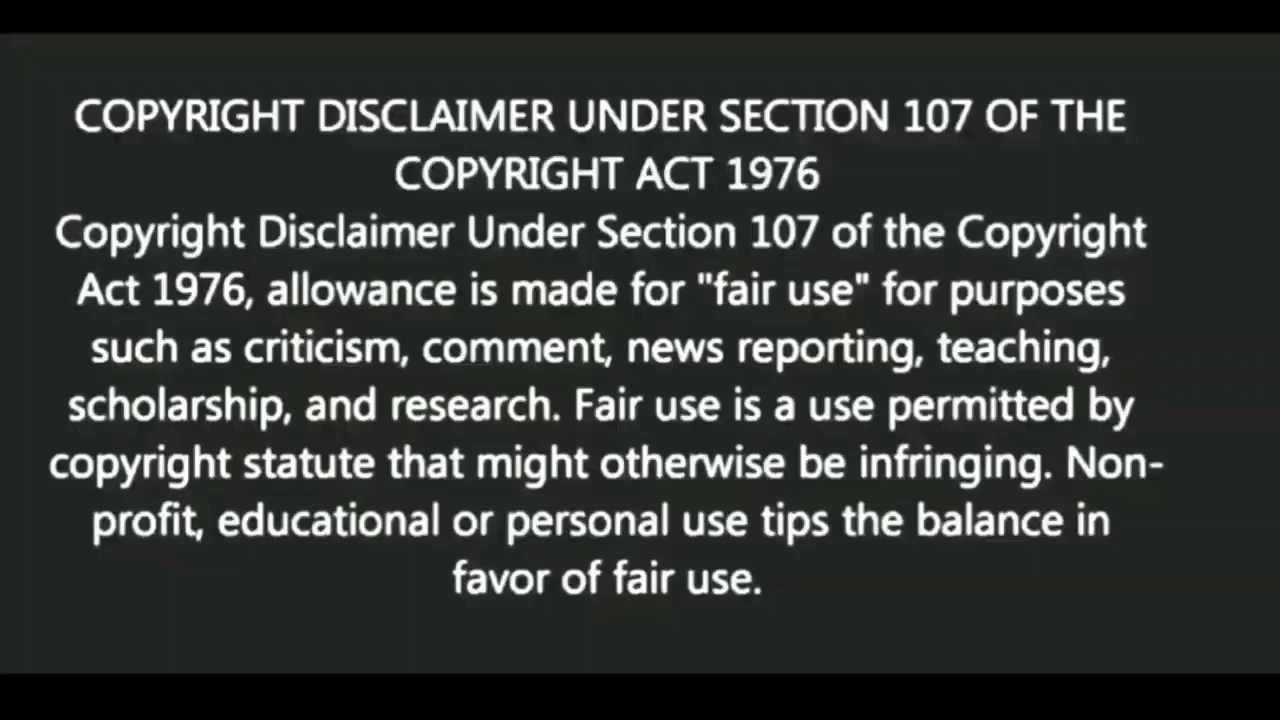 COPYRIGHT DISCLAIMER UNDER SECTION 107 OF THE
COPYRIGHT ACT 1976
Copyright Disclaimer Under Section 107 of the Copyright
Act 1976, allowance is made for "fair use" for purposes
such as criticism, comment, news reporting, teaching,
scholarship, and research. Fair use is a use permitted by
copyright statute that might otherwise be infringing. Non-
profit, educational or personal use tips the balance in
favor of fair use.